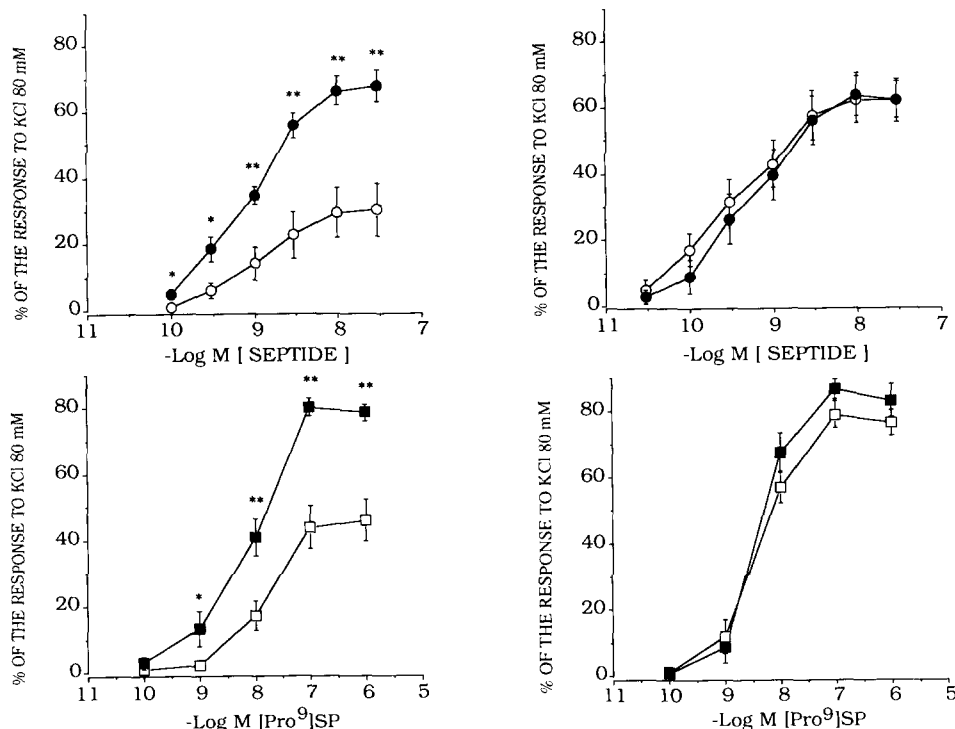 % OF THE RESPONSE TO KCl 80 mM
80
60
40
20
0
* * ** ** ** **
11 10 9 8 7
-Log M [ SEPTIDE ]
% OF THE RESPONSE TO KCl 80 mM
80
60
40
20
0
11 10 9 8 7
-Log M [ SEPTIDE ]
% OF THE RESPONSE TO KCl 80 mM
80
60
40
20
0
* ** ** **
11 10 9 8 7 6 5
-Log M [Pro⁹]SP
% OF THE RESPONSE TO KCl 80 mM
80
60
40
20
0
11 10 9 8 7 6 5
-Log M [Pro⁹]SP